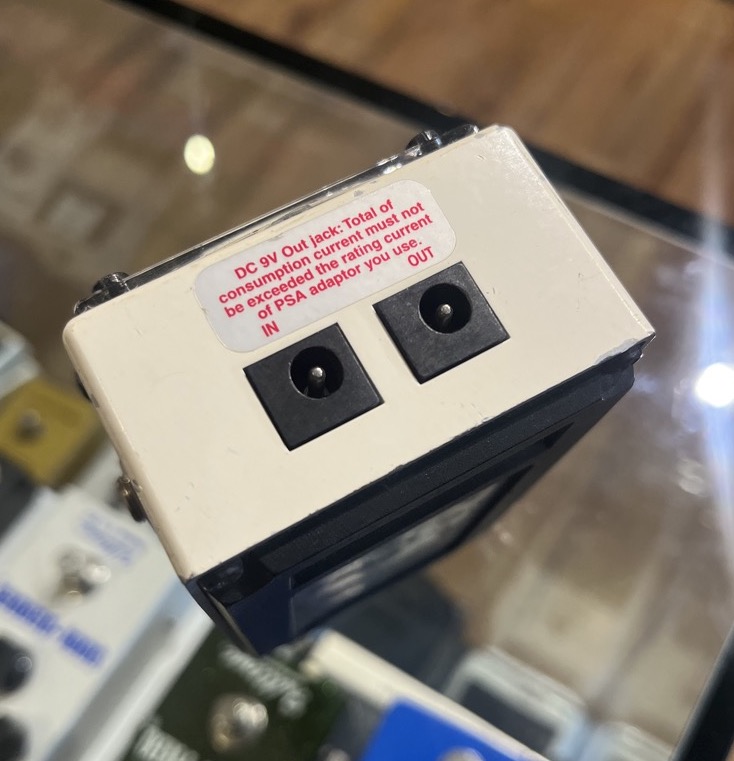 DC 9V Out jack: Total of
consumption current must not
be exceeded the rating current
of PSA adaptor you use.
IN
OUT